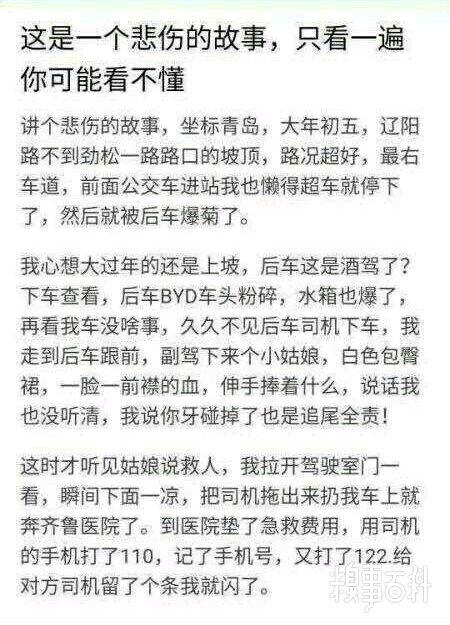 这是一个悲伤的故事，只看一遍
你可能看不懂
讲个悲伤的故事，坐标青岛，大年初五，辽阳
路不到劲松一路路口的坡顶，路况超好，最右
车道，前面公交车进站我也懒得超车就停下
了，然后就被后车爆菊了。
我心想大过年的还是上坡，后车这是酒驾了？
下车查看，后车BYD车头粉碎，水箱也爆了，
再看我车没啥事，久久不见后车司机下车，我
走到后车跟前，副驾下来个小姑娘，白色包臀
裙，一脸一前襟的血，伸手捧着什么，说话我
也没听清，我说你牙碰掉了也是追尾全责！
这时才听见姑娘说救人，我拉开驾驶室门一
看，瞬间下面一凉，把司机拖出来扔我车上就
奔齐鲁医院了。到医院垫了急救费用，用司机
的手机打了110，记了手机号，又打了122.给
对方司机留了个条我就闪了。
糗事百科